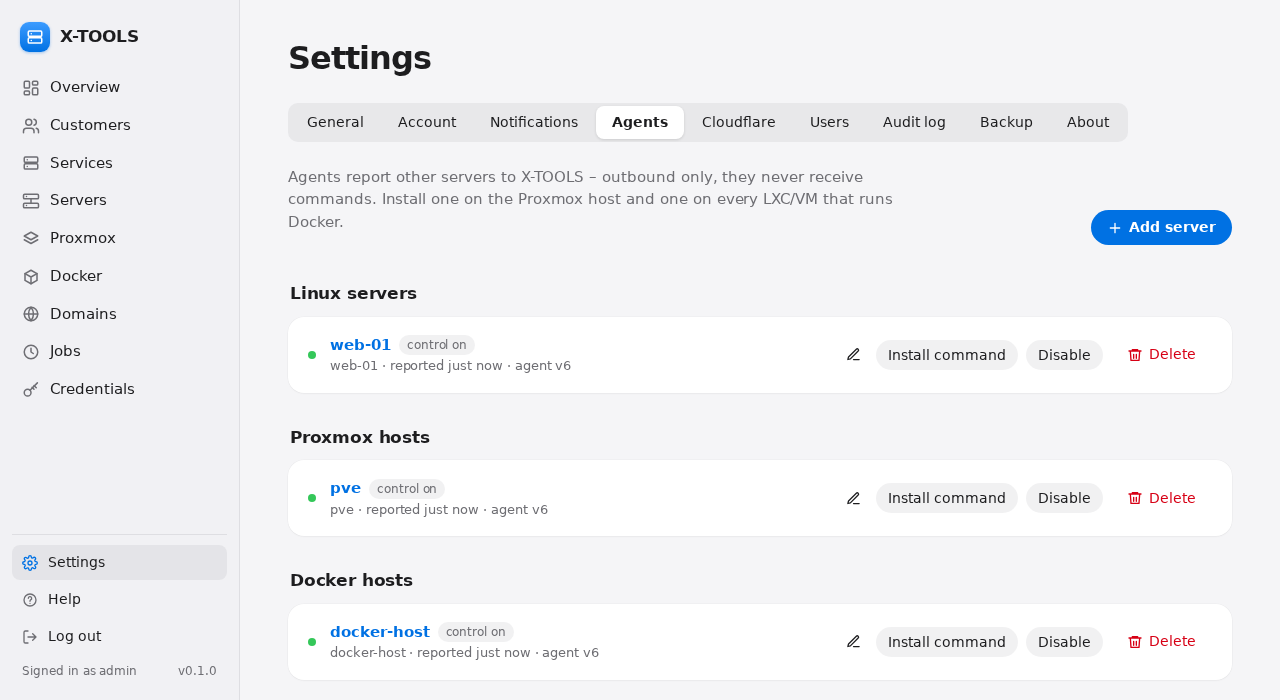 X-TOOLS
Overview
Customers
Services
Servers
Proxmox
Docker
Domains
Jobs
Credentials
Settings
Help
Log out
Signed in as admin v0.1.0
Settings
General Account Notifications Agents Cloudflare Users Audit log Backup About
Agents report other servers to X-TOOLS – outbound only, they never receive
commands. Install one on the Proxmox host and one on every LXC/VM that runs
Docker.
Add server
Linux servers
web-01 control on
web-01 · reported just now · agent v6
Install command Disable Delete
Proxmox hosts
pve control on
pve · reported just now · agent v6
Install command Disable Delete
Docker hosts
docker-host control on
docker-host · reported just now · agent v6
Install command Disable Delete